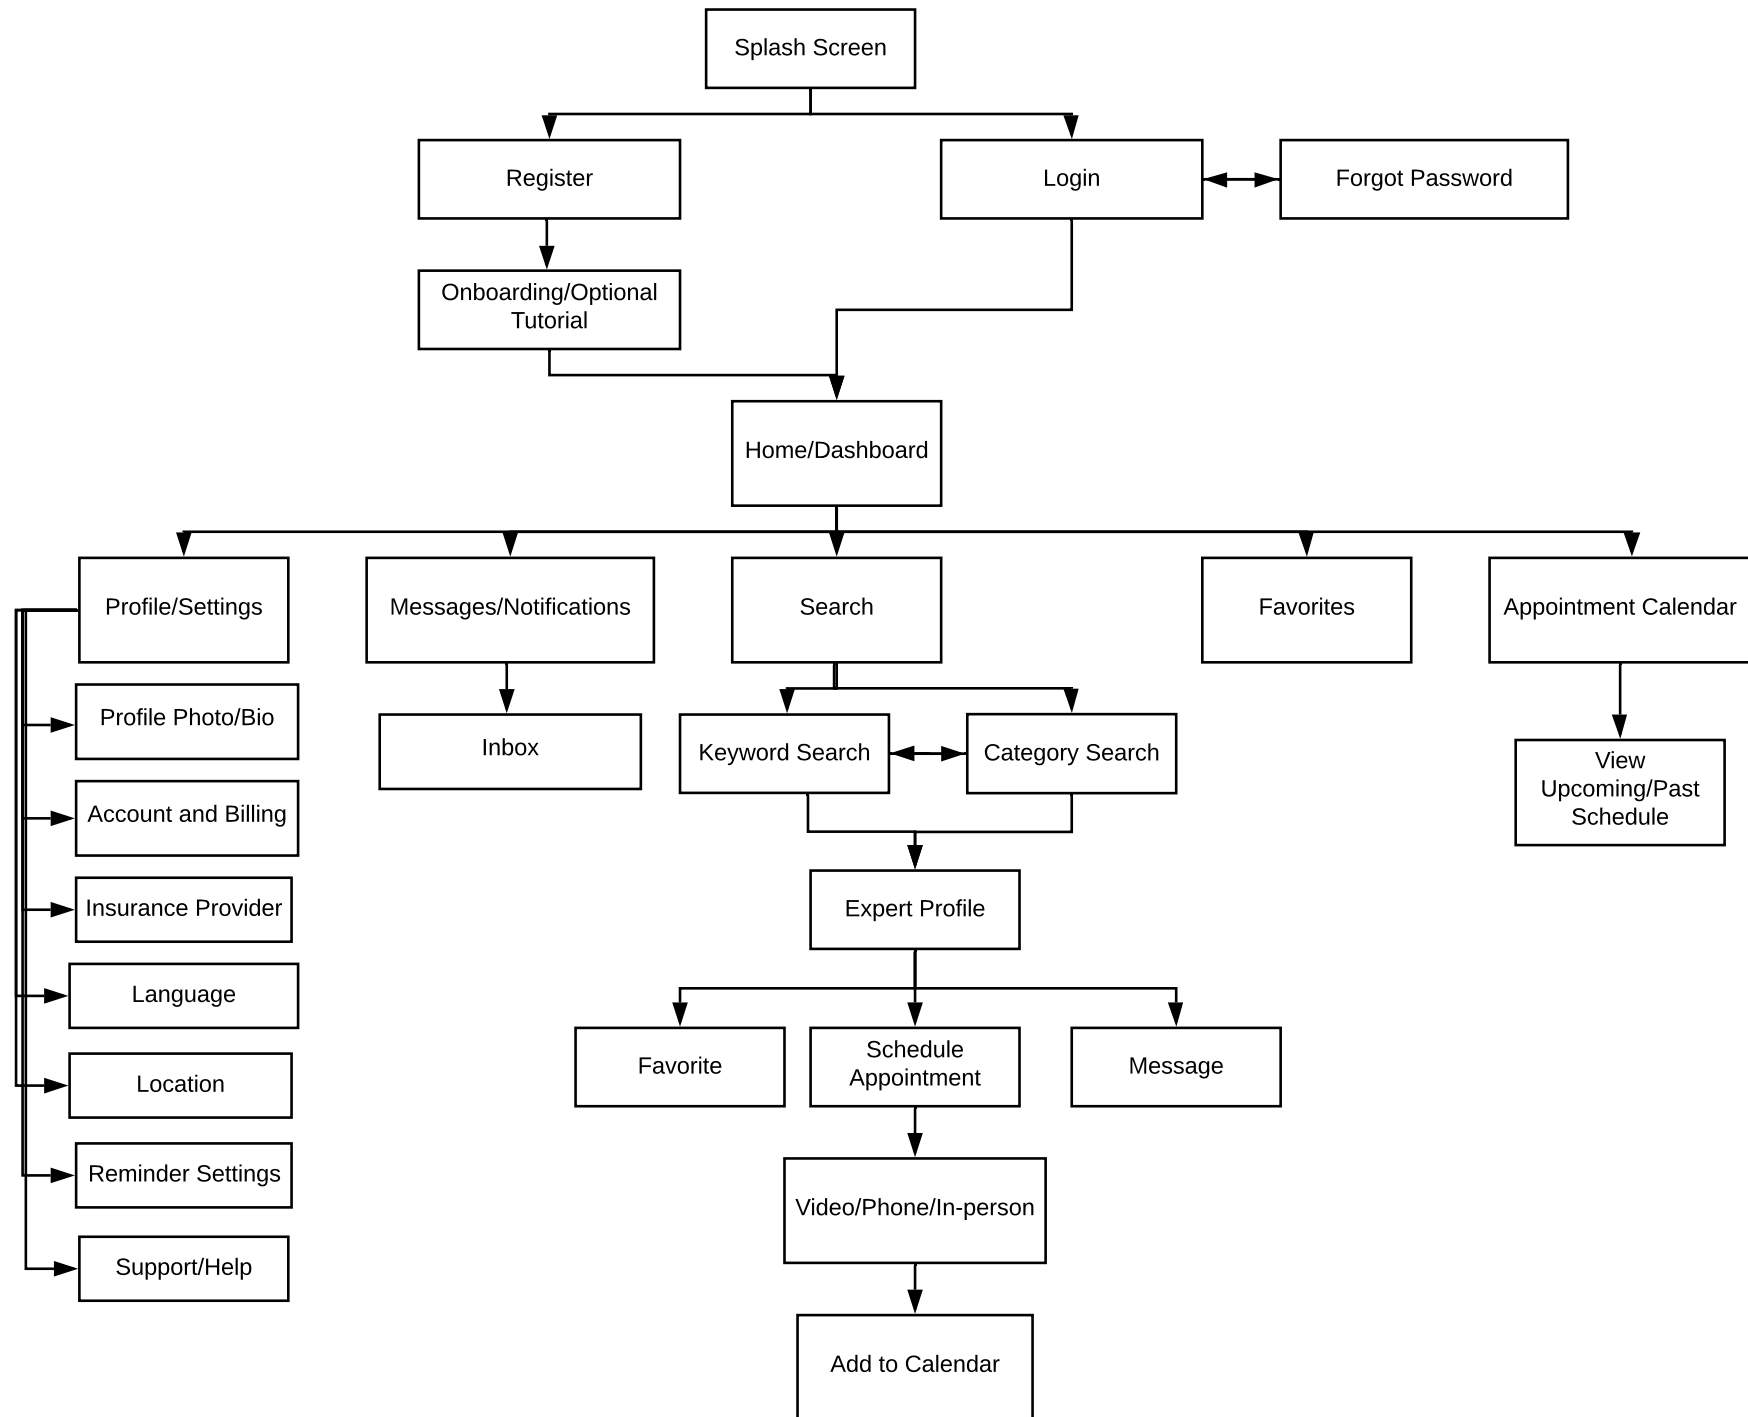 Splash Screen
Register
Login
Forgot Password
Onboarding/Optional
Tutorial
Home/Dashboard
Profile/Settings
Messages/Notifications
Search
Favorites
Appointment Calendar
Profile Photo/Bio
Inbox
Keyword Search
Category Search
View
Upcoming/Past
Schedule
Account and Billing
Insurance Provider
Expert Profile
Language
Location
Favorite
Schedule
Appointment
Message
Reminder Settings
Video/Phone/In-person
Support/Help
Add to Calendar